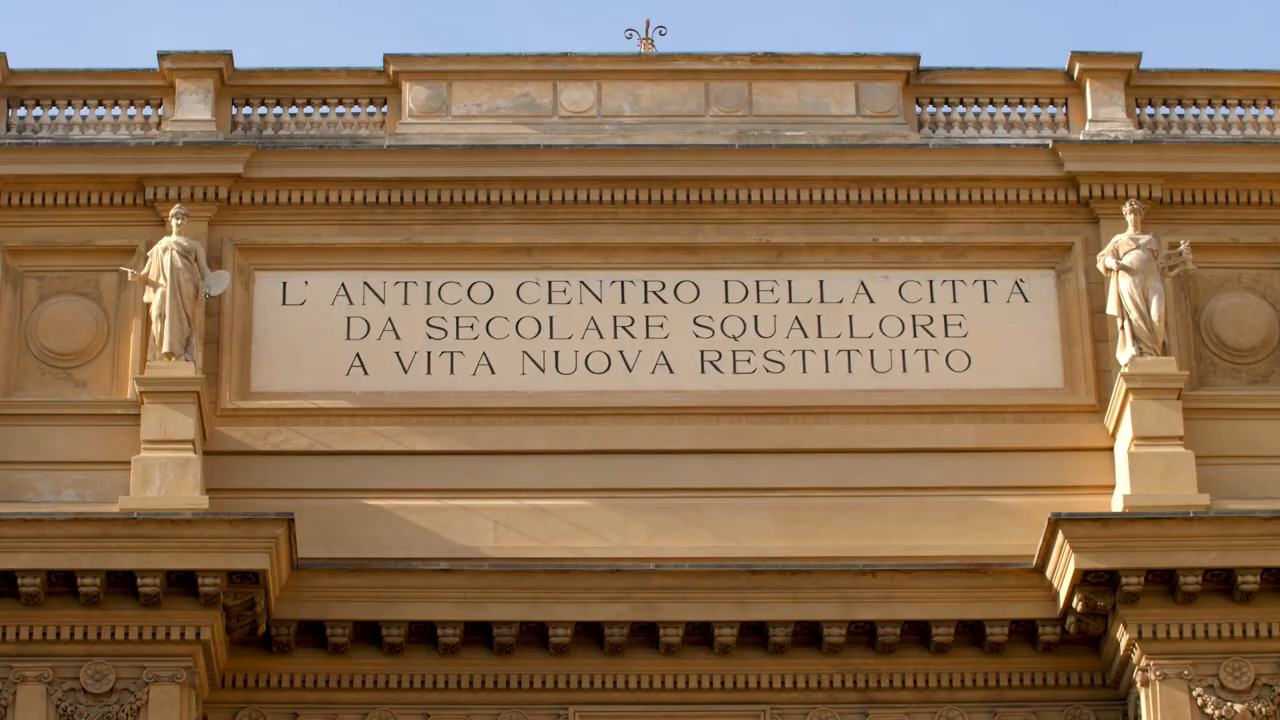 L' ANTICO CENTRO DELLA CITTÀ
DA SECOLARE SQUALLORE
A VITA NUOVA RESTITUITO